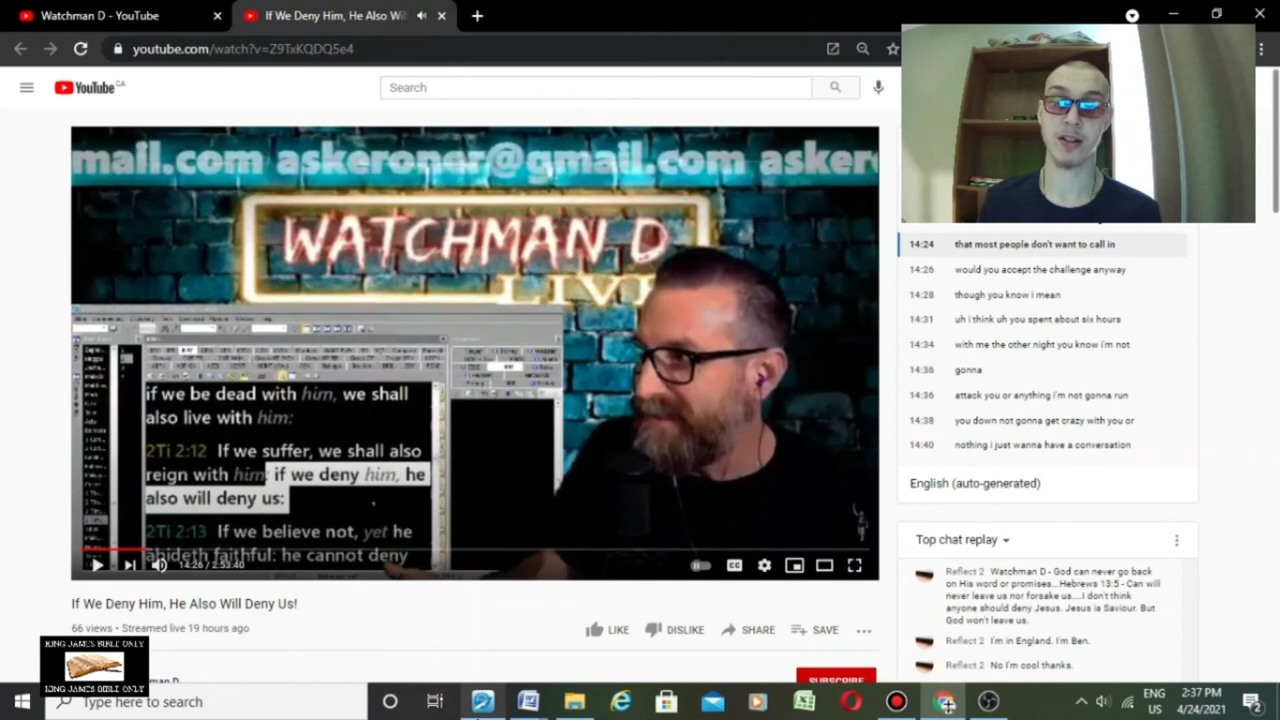 Watchman D - YouTube
If We Deny Him, He Also Wil
youtube.com/watch?v=Z9TxKQDQ5e4
YouTube CA
Search
mail.com askeroner@gmail.com asker
WATCHMAN D
LIVE
if we be dead with him, we shall
also live with him:
2Ti 2:12 If we suffer, we shall also
reign with him: if we deny him, he
also will deny us:
2Ti 2:13 If we believe not, yet he
abideth faithful: he cannot deny
14:26 / 2:53:40
14:24 that most people don't want to call in
14:26 would you accept the challenge anyway
14:28 though you know i mean
14:31 uh i think uh you spent about six hours
14:34 with me the other night you know i'm not
14:36 gonna
14:36 attack you or anything i'm not gonna run
14:38 you down not gonna get crazy with you or
14:40 nothing i just wanna have a conversation
English (auto-generated)
Top chat replay
Reflect 2 Watchman D - God can never go back
on His word or promises....Hebrews 13:5 - Can will
never leave us nor forsake us.....I don't think
anyone should deny Jesus. Jesus is Saviour. But
God won't leave us.
Reflect 2 I'm in England. I'm Ben.
Reflect 2 No I'm cool thanks.
If We Deny Him, He Also Will Deny Us!
66 views • Streamed live 19 hours ago
LIKE
DISLIKE
SHARE
SAVE
SUBSCRIBE
KING JAMES BIBLE ONLY
KING JAMES BIBLE ONLY
Type here to search
ENG
US
2:37 PM
4/24/2021
2